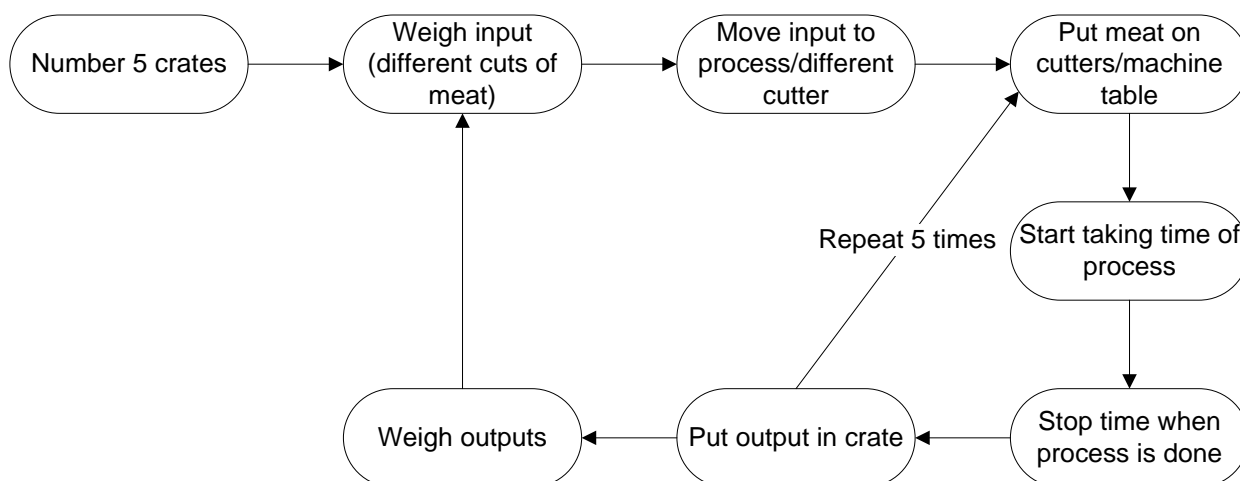 Number 5 crates
Weigh input
(different cuts of
meat)
Move input to
process/different
cutter
Put meat on
cutters/machine
table
Repeat 5 times
Start taking time of
process
Weigh outputs
Put output in crate
Stop time when
process is done